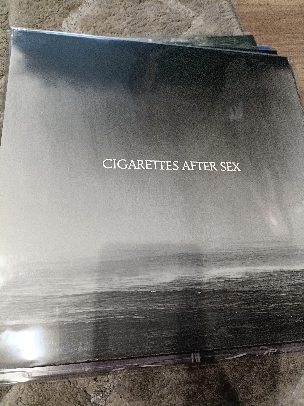 CIGARETTES AFTER SEX